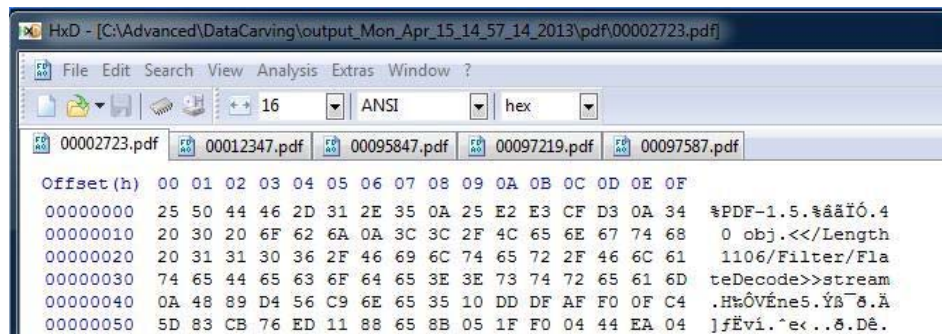 HxD - [C:\Advanced\DataCarving\output_Mon_Apr_15_14_57_14_2013\pdf\00002723.pdf]
File Edit Search View Analysis Extras Window ?
16 ANSI hex
00002723.pdf 00012347.pdf 00095847.pdf 00097219.pdf 00097587.pdf
Offset(h) 00 01 02 03 04 05 06 07 08 09 0A 0B 0C 0D 0E 0F
00000000 25 50 44 46 2D 31 2E 35 0A 25 E2 E3 CF D3 0A 34 %PDF-1.5.%âãÏÓ.4
00000010 20 30 20 6F 62 6A 0A 3C 3C 2F 4C 65 6E 67 74 68 0 obj.<</Length
00000020 20 31 31 30 36 2F 46 69 6C 74 65 72 2F 46 6C 61 1106/Filter/Fla
00000030 74 65 44 65 63 6F 64 65 3E 3E 73 74 72 65 61 6D teDecode>>stream
00000040 0A 48 89 D4 56 C9 6E 65 35 10 DD DF AF F0 0F C4 .H‰ÔVÉne5.Ýß¯ð.Ä
00000050 5D 83 CB 76 ED 11 88 65 8B 05 1F F0 04 44 EA 04 ]ƒËví.ˆe‹..ð.Dê.